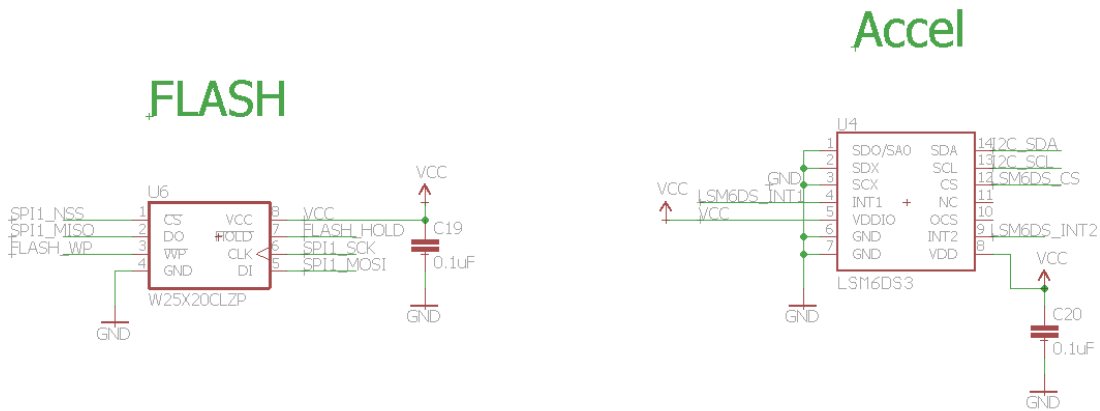 FLASH
U6
SPI1_NSS
SPI1_MISO
FLASH_WP
1
2
3
4
CS
DO
WP
GND
VCC
HOLD
CLK
DI
8
7
6
5
VCC
FLASH_HOLD
SPI1_SCK
SPI1_MOSI
W25X20CLZP
GND
VCC
C19
0.1uF
GND
Accel
U4
1
2
3
4
5
6
7
SDO/SA0
SDX
SCX
INT1
VDDIO
GND
GND
SDA
SCL
CS
NC
OCS
INT2
VDD
14
13
12
11
10
9
8
I2C_SDA
I2C_SCL
LSM6DS_CS
LSM6DS_INT2
GND
LSM6DS_INT1
VCC
VCC
LSM6DS3
GND
VCC
C20
0.1uF
GND